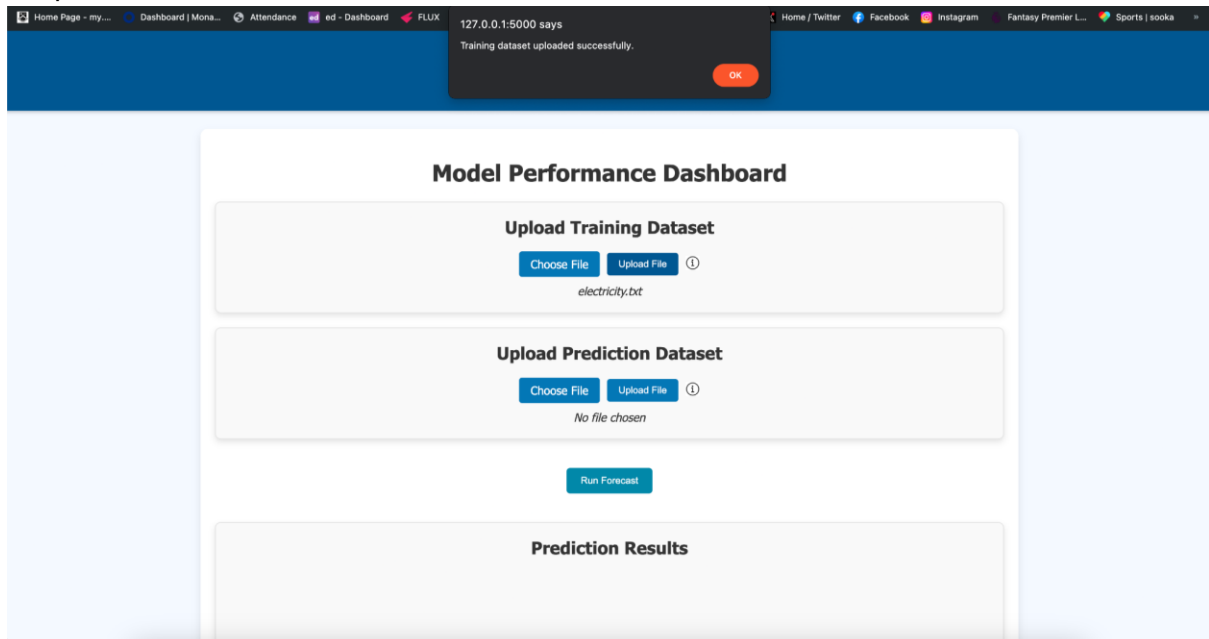 Home Page - my.... Dashboard | Mona... Attendance ed ed - Dashboard FLUX Home / Twitter Facebook Instagram Fantasy Premier L... Sports | sooka »
127.0.0.1:5000 says
Training dataset uploaded successfully.
OK
Model Performance Dashboard
Upload Training Dataset
Choose File Upload File
electricity.txt
Upload Prediction Dataset
Choose File Upload File
No file chosen
Run Forecast
Prediction Results